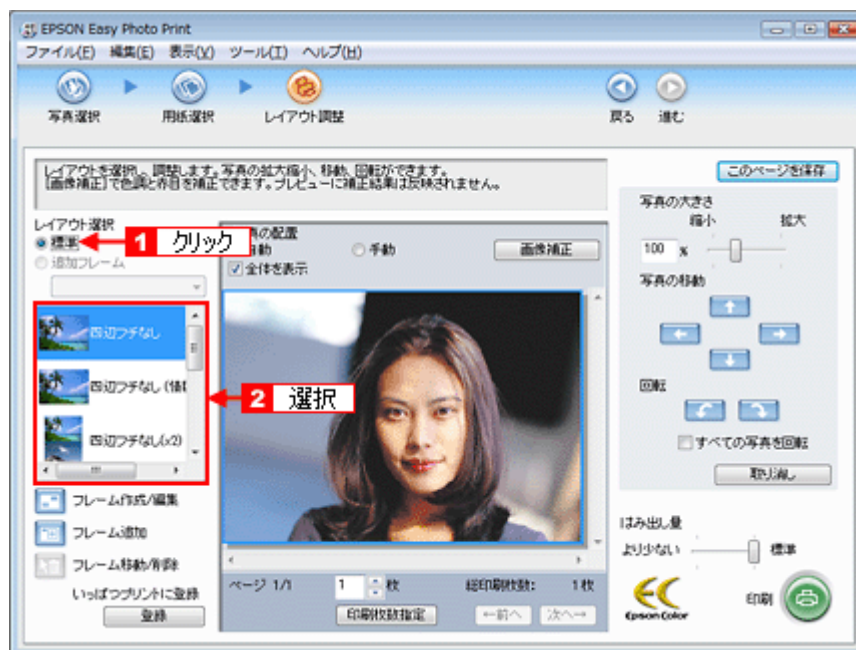 EPSON Easy Photo Print
ファイル(F) 編集(E) 表示(V) ツール(T) ヘルプ(H)
写真選択 用紙選択 レイアウト調整 戻る 進む
レイアウトを選択し、調整します。写真の拡大縮小、移動、回転ができます。
[画像補正]で色調と赤目を補正できます。プレビューに補正結果は反映されません。
このページを保存
レイアウト選択
標準
1 クリック
追加フレーム
四辺フチなし
四辺フチなし (情報
四辺フチなし(x2)
2 選択
フレーム作成/編集
フレーム追加
フレーム移動/削除
いっぱつプリントに登録
登録
真の配置
自動 手動 画像補正
全体を表示
ページ 1/1 1 枚 総印刷枚数: 1枚
印刷枚数指定 ←前へ 次へ→
写真の大きさ
縮小 拡大
100 %
写真の移動
回転
すべての写真を回転
取り消し
はみ出し量
より少ない 標準
Epson Color
印刷